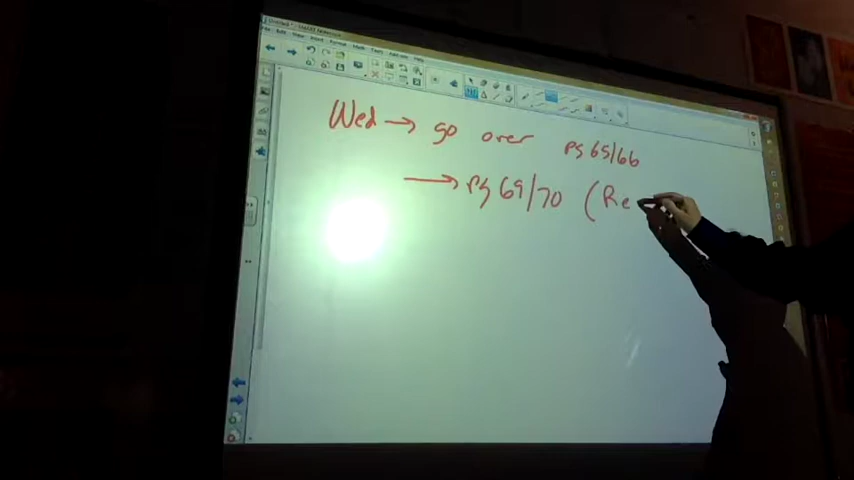 Wed → go over pg 65/66
→ pg 69/70 (Re